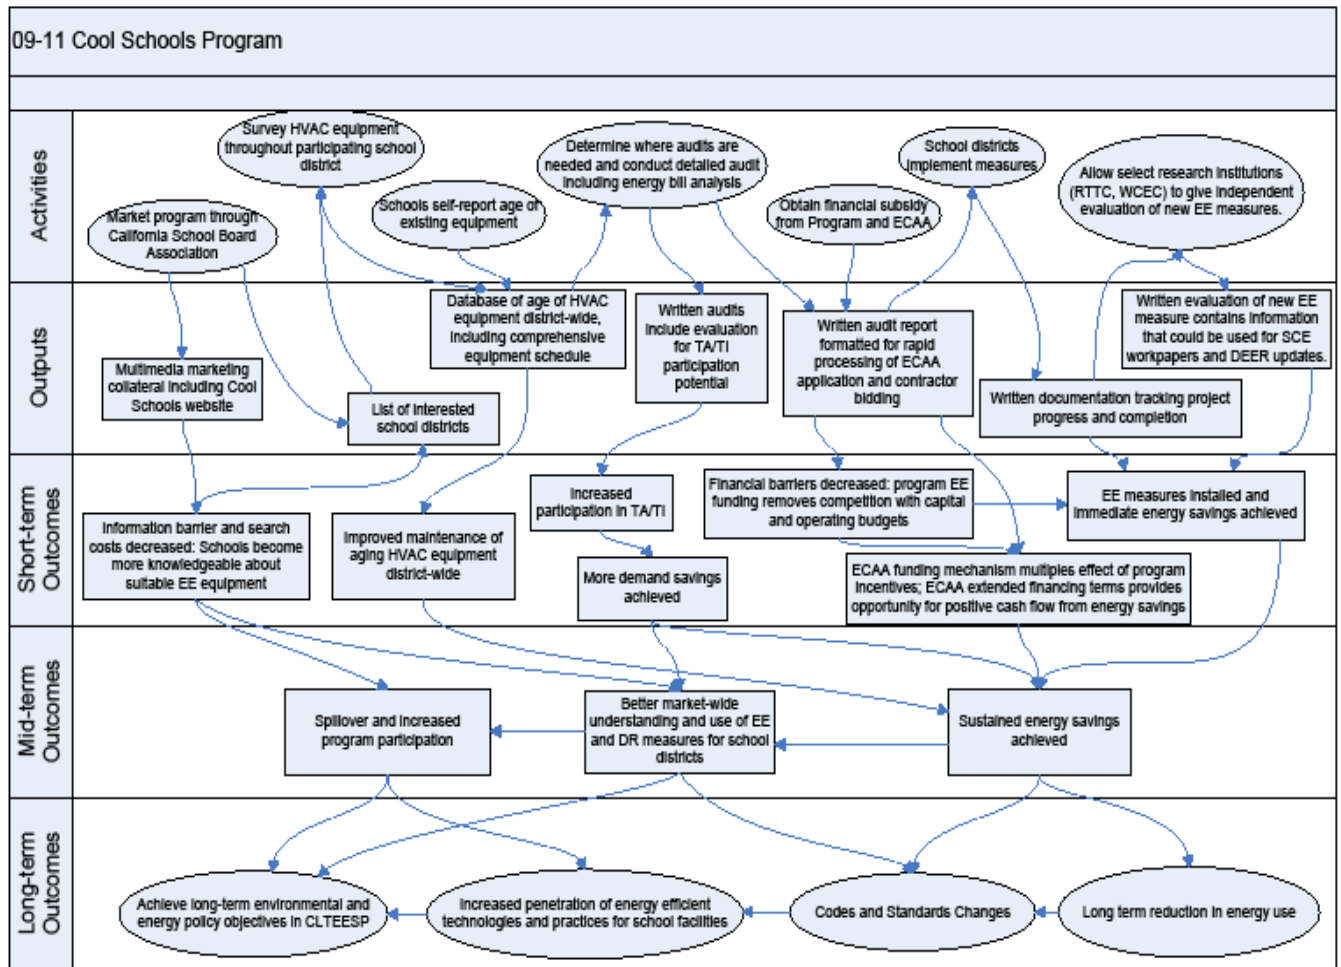 09-11 Cool Schools Program
Activities
Survey HVAC equipment
throughout participating school
district
Determine where audits are
needed and conduct detailed audit
including energy bill analysis
School districts
implement measures
Allow select research institutions
(RTTC, WCEC) to give independent
evaluation of new EE measures.
Market program through
California School Board
Association
Schools self-report age of
existing equipment
Obtain financial subsidy
from Program and ECAA
Outputs
Multimedia marketing
collateral including Cool
Schools website
List of interested
school districts
Database of age of HVAC
equipment district-wide,
including comprehensive
equipment schedule
Written audits
include evaluation
for TA/TI
participation
potential
Written audit report
formatted for rapid
processing of ECAA
application and contractor
bidding
Written documentation tracking project
progress and completion
Written evaluation of new EE
measure contains information
that could be used for SCE
workpapers and DEER updates.
Short-term
Outcomes
Information barrier and search
costs decreased: Schools become
more knowledgeable about
suitable EE equipment
Improved maintenance of
aging HVAC equipment
district-wide
Increased
participation in TA/TI
More demand savings
achieved
Financial barriers decreased: program EE
funding removes competition with capital
and operating budgets
ECAA funding mechanism multiples effect of program
incentives; ECAA extended financing terms provides
opportunity for positive cash flow from energy savings
EE measures installed and
immediate energy savings achieved
Mid-term
Outcomes
Spillover and increased
program participation
Better market-wide
understanding and use of EE
and DR measures for school
districts
Sustained energy savings
achieved
Long-term
Outcomes
Achieve long-term environmental and
energy policy objectives in CLTEESP
Increased penetration of energy efficient
technologies and practices for school facilities
Codes and Standards Changes
Long term reduction in energy use